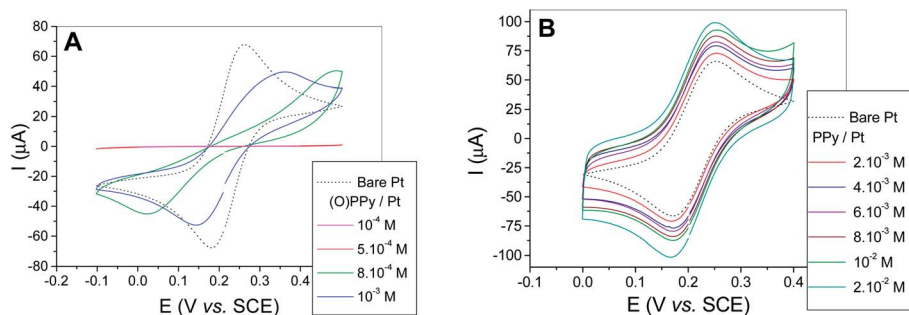 A
80
60
40
20
0
-20
-40
-60
-80
-0.2 -0.1 0.0 0.1 0.2 0.3 0.4 0.5
I (μA)
E (V vs. SCE)
Bare Pt
(O)PPy / Pt
10⁻⁴ M
5.10⁻⁴ M
8.10⁻⁴ M
10⁻³ M
B
100
75
50
25
0
-25
-50
-75
-100
0.0 0.1 0.2 0.3 0.4
I (μA)
E (V vs. SCE)
Bare Pt
PPy / Pt
2.10⁻³ M
4.10⁻³ M
6.10⁻³ M
8.10⁻³ M
10⁻² M
2.10⁻² M